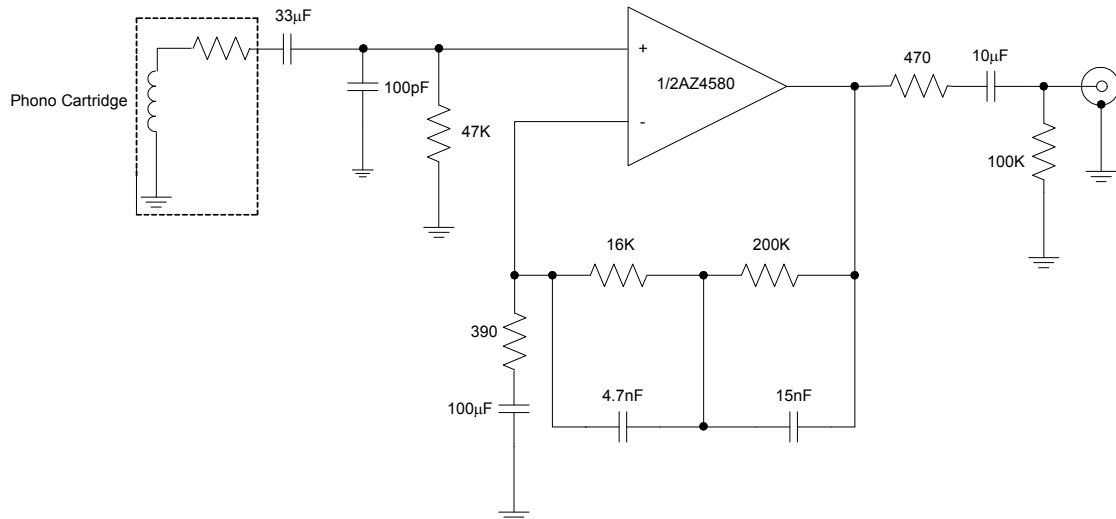 33μF
Phono Cartridge
100pF
47K
+
-
1/2AZ4580
470
10μF
100K
16K
200K
390
100μF
4.7nF
15nF